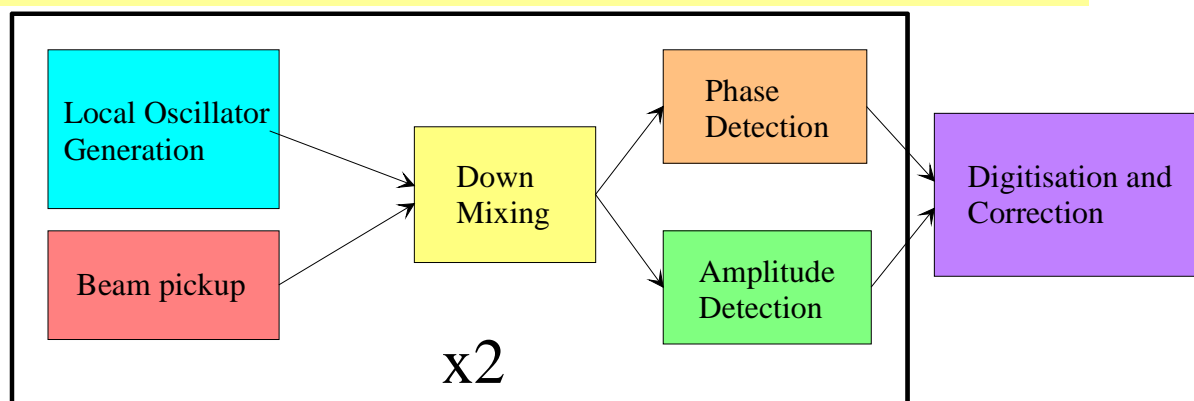 Local Oscillator
Generation
Beam pickup
Down
Mixing
Phase
Detection
Amplitude
Detection
Digitisation and
Correction
x2